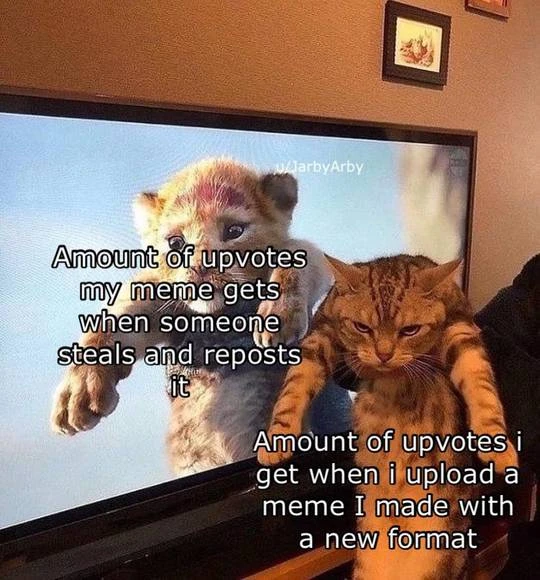 u/JarbyArby
Amount of upvotes
my meme gets
when someone
steals and reposts
it
Amount of upvotes i
get when i upload a
meme I made with
a new format